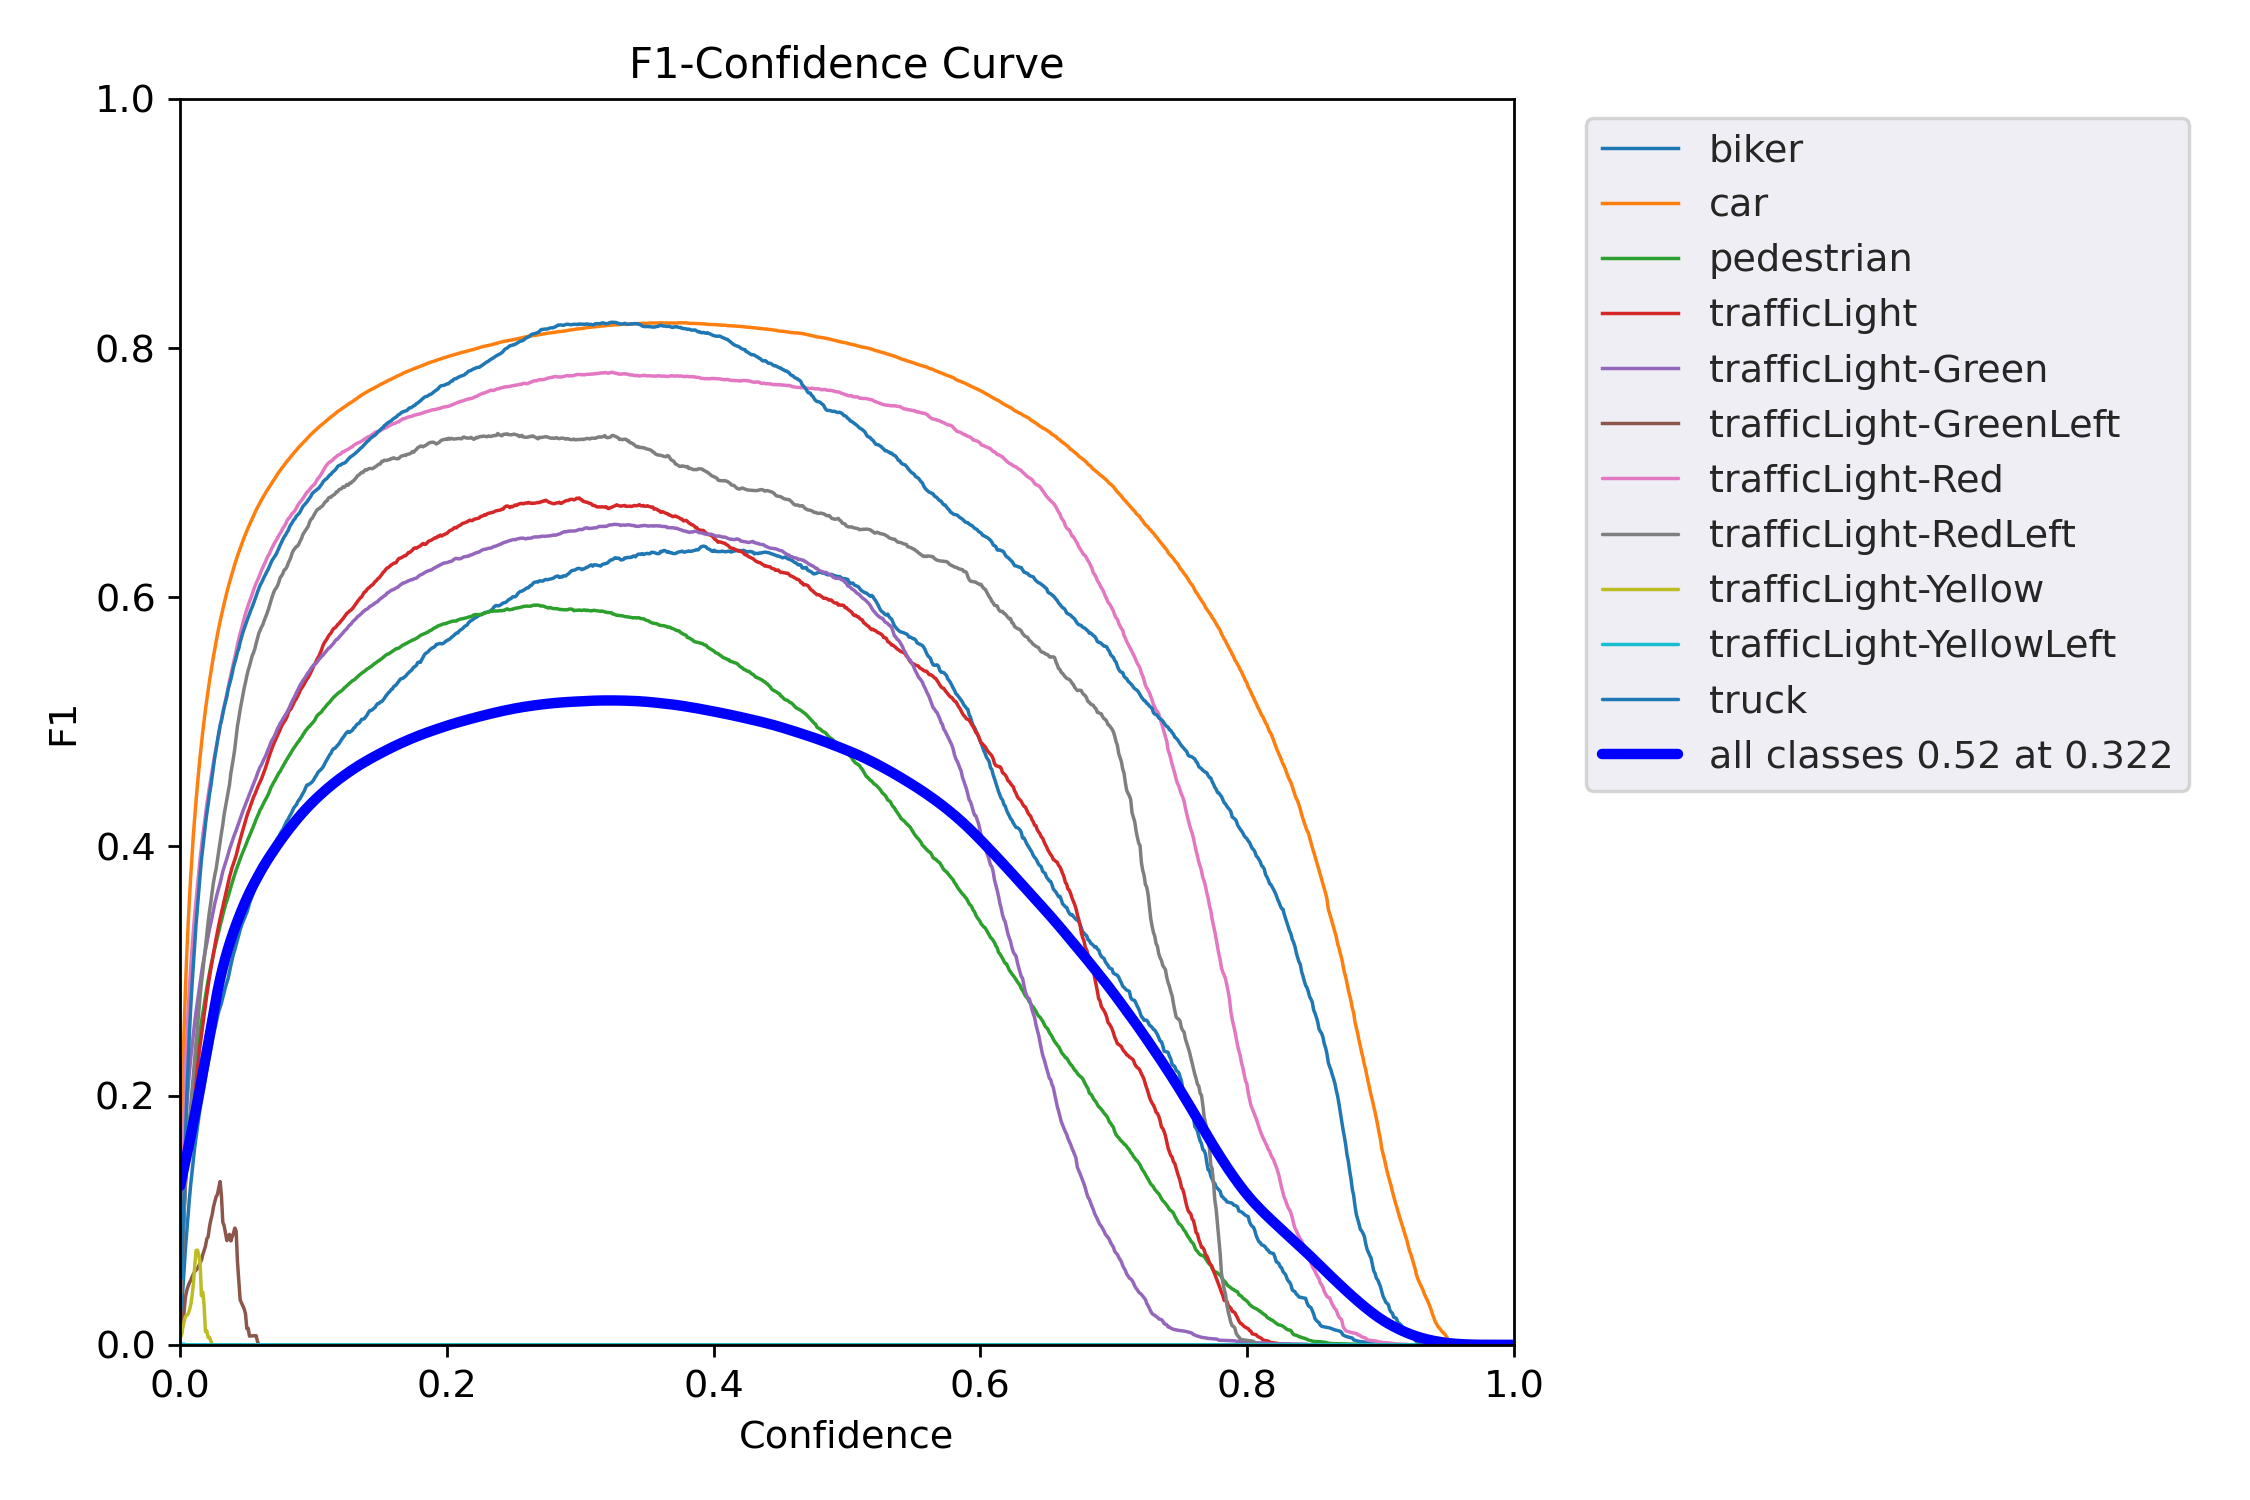 F1-Confidence Curve
1.0
0.8
0.6
0.4
0.2
0.0
F1
0.0 0.2 0.4 0.6 0.8 1.0
Confidence
biker
car
pedestrian
trafficLight
trafficLight-Green
trafficLight-GreenLeft
trafficLight-Red
trafficLight-RedLeft
trafficLight-Yellow
trafficLight-YellowLeft
truck
all classes 0.52 at 0.322